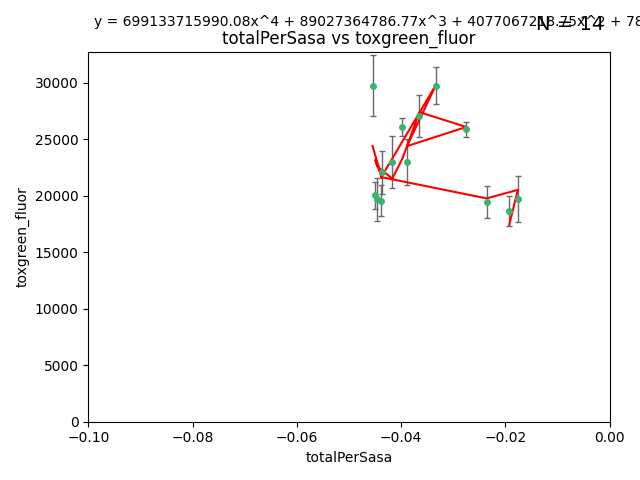 y = 699133715990.08x^4 + 89027364786.77x^3 + 
N = 14
totalPerSasa vs toxgreen_fluor
30000
25000
20000
15000
10000
5000
0
toxgreen_fluor
−0.10
−0.08
−0.06
−0.04
−0.02
0.00
totalPerSasa